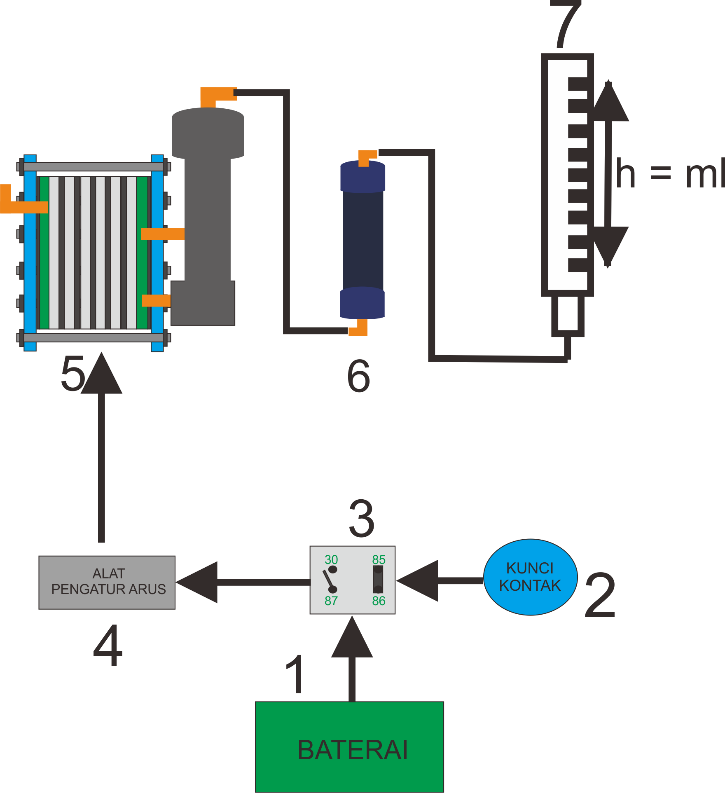 7
h = ml
5
6
3
30 85
87 86
ALAT
PENGATUR ARUS
4
KUNCI
KONTAK
2
1
BATERAI